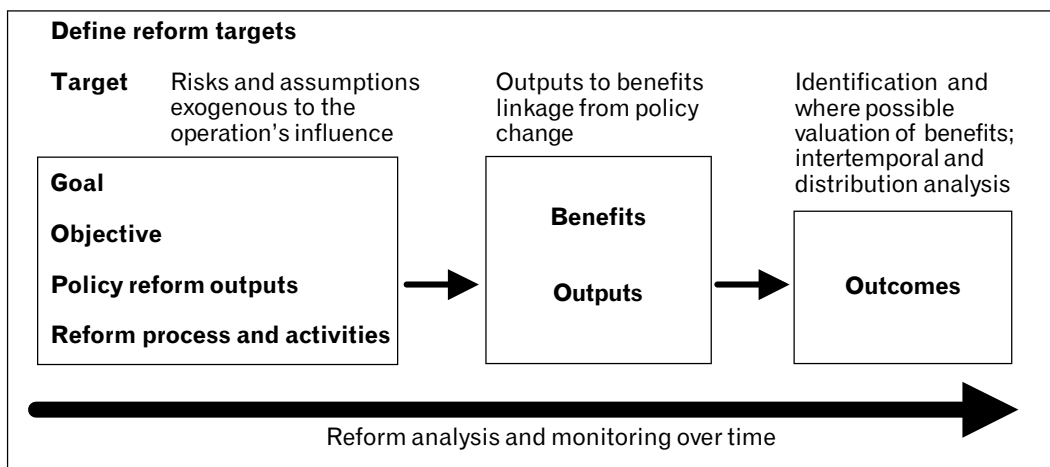 Define reform targets
Target
Risks and assumptions
exogenous to the
operation's influence
Outputs to benefits
linkage from policy
change
Identification and
where possible
valuation of benefits;
intertemporal and
distribution analysis
Goal
Objective
Policy reform outputs
Reform process and activities
Benefits
Outputs
Outcomes
Reform analysis and monitoring over time